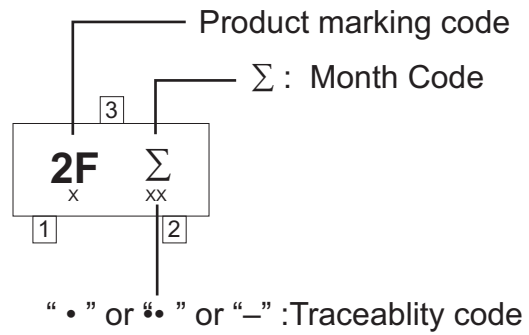 Product marking code
∑ : Month Code
3
2F ∑
X XX
1 2
“ • ” or “•• ” or “–” :Traceablity code